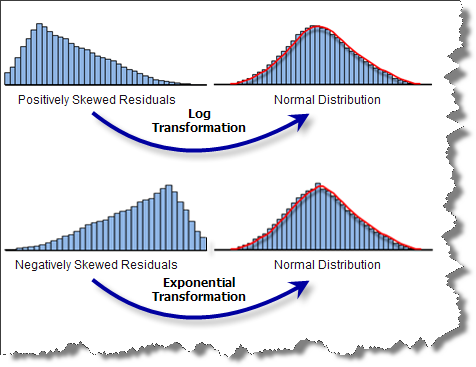 Positively Skewed Residuals
Normal Distribution
Log
Transformation
Negatively Skewed Residuals
Normal Distribution
Exponential
Transformation